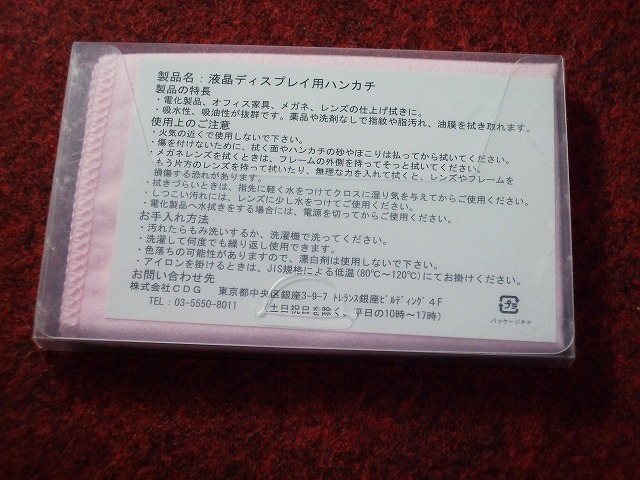 製品名：液晶ディスプレイ用ハンカチ
製品の特長
・電化製品、オフィス家具、メガネ、レンズの仕上げ拭きに。
・吸水性、吸油性が抜群です。薬品や洗剤なしで指紋や脂汚れ、油膜を拭き取れます。
使用上のご注意
・火気の近くで使用しないで下さい。
・傷を付けないために、拭く面やハンカチの砂やほこりは払ってから拭いてください。
・メガネレンズを拭くときは、フレームの外側を持ってそっと拭いてください。
もう片方のレンズを持って拭いたり、無理な力を入れて拭くと、レンズやフレームを
損傷する恐れがあります。
・拭きづらいときは、指先に軽く水をつけてクロスに湿り気を与えてからご使用ください。
・しつこい汚れには、レンズに少し水をつけてご使用ください。
・電化製品へ水拭きをする場合には、電源を切ってからご使用ください。
お手入れ方法
・汚れたらもみ洗いするか、洗濯機で洗ってください。
・洗濯して何度でも繰り返し使用できます。
・色落ちの可能性がありますので、漂白剤は使用しないで下さい。
・アイロンを掛けるときは、JIS規格による低温(80℃〜120℃)にてお掛けください。
お問い合わせ先
株式会社ＣＤＧ　東京都中央区銀座3-9-7 ﾄﾚﾗﾝｽ銀座ﾋﾞﾙﾃﾞｨﾝｸﾞ４F
TEL：03-5550-8011　（土日祝日を除く、平日の10時〜17時）
プラ